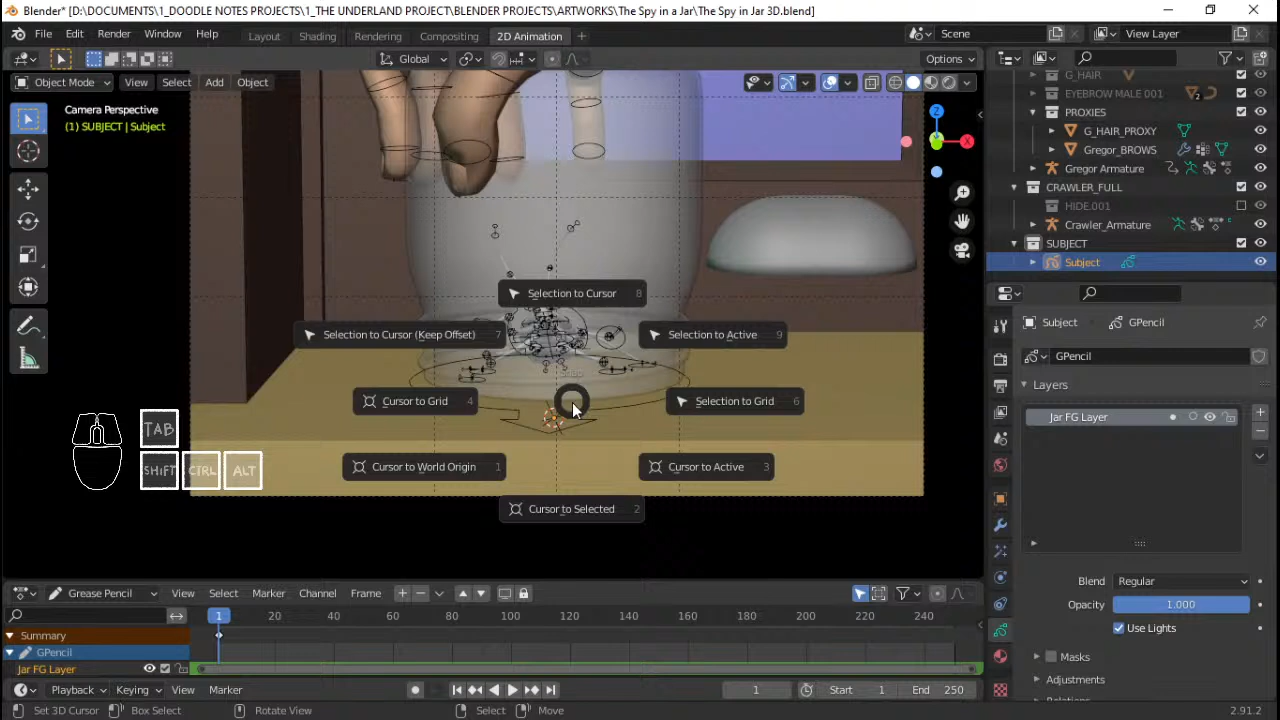 Blender* [D:\DOCUMENTS\1_DOODLE NOTES PROJECTS\1_THE UNDERLAND PROJECT\BLENDER PROJECTS\ARTWORKS\The Spy in a Jar\The Spy in Jar 3D.blend]
File Edit Render Window Help Layout Shading Rendering Compositing 2D Animation Scene View Layer
Global Options
Object Mode View Select Add Object
Camera Perspective
(1) SUBJECT | Subject
Z
X
G_HAIR
EYEBROW MALE 001
2
PROXIES
G_HAIR_PROXY
Gregor_BROWS
Gregor Armature
CRAWLER_FULL
HIDE.001
Crawler_Armature
SUBJECT
Subject
Selection to Cursor 8
Selection to Cursor (Keep Offset) 7
Selection to Active 9
Cursor to Grid 4
Selection to Grid 6
Cursor to World Origin 1
Cursor to Active 3
Cursor to Selected 2
TAB
SHIFT CTRL ALT
Subject GPencil
GPencil
Layers
Jar FG Layer
Blend Regular
Opacity 1.000
Use Lights
Masks
Adjustments
Grease Pencil View Select Marker Channel Frame
1 20 40 60 80 100 120 140 160 180 200 220 240
Summary
GPencil
Jar FG Layer
Playback Keying View Marker 1 Start 1 End 250
Set 3D Cursor Box Select Rotate View Select Move 2.91.2